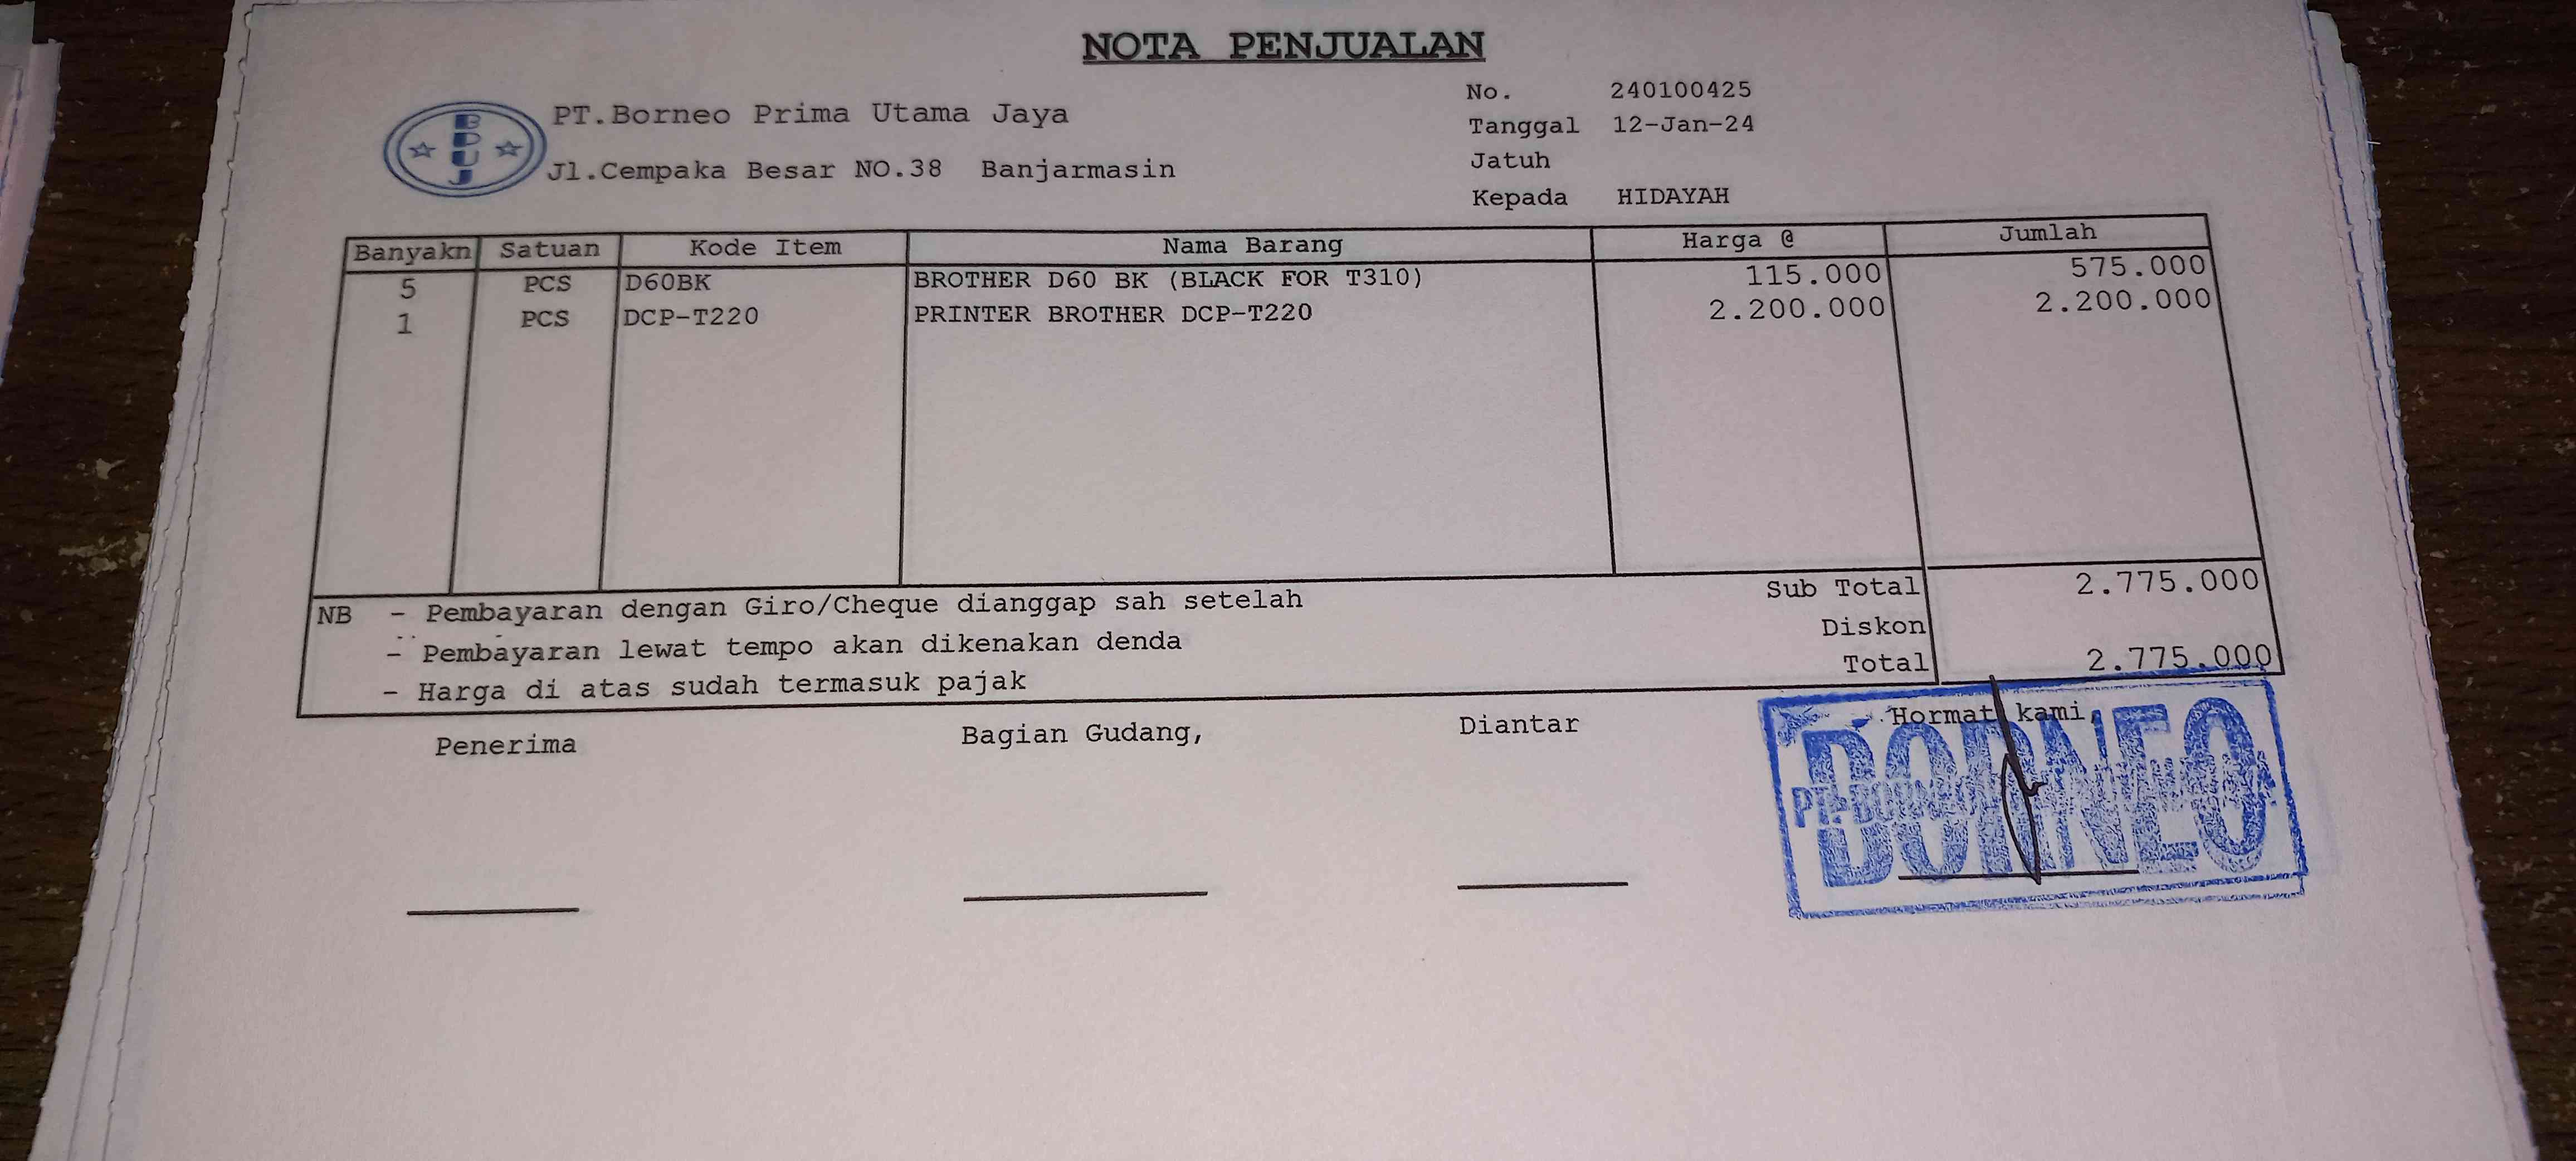 NOTA PENJUALAN
BPUJ
PT.Borneo Prima Utama Jaya
Jl.Cempaka Besar NO.38 Banjarmasin
No. 240100425
Tanggal 12-Jan-24
Jatuh
Kepada HIDAYAH
Banyakn Satuan Kode Item Nama Barang Harga @ Jumlah
5 PCS D60BK BROTHER D60 BK (BLACK FOR T310) 115.000 575.000
1 PCS DCP-T220 PRINTER BROTHER DCP-T220 2.200.000 2.200.000
Sub Total 2.775.000
Diskon
Total 2.775.000
NB - Pembayaran dengan Giro/Cheque dianggap sah setelah
- Pembayaran lewat tempo akan dikenakan denda
- Harga di atas sudah termasuk pajak
Penerima Bagian Gudang, Diantar Hormat kami,
BORNEO